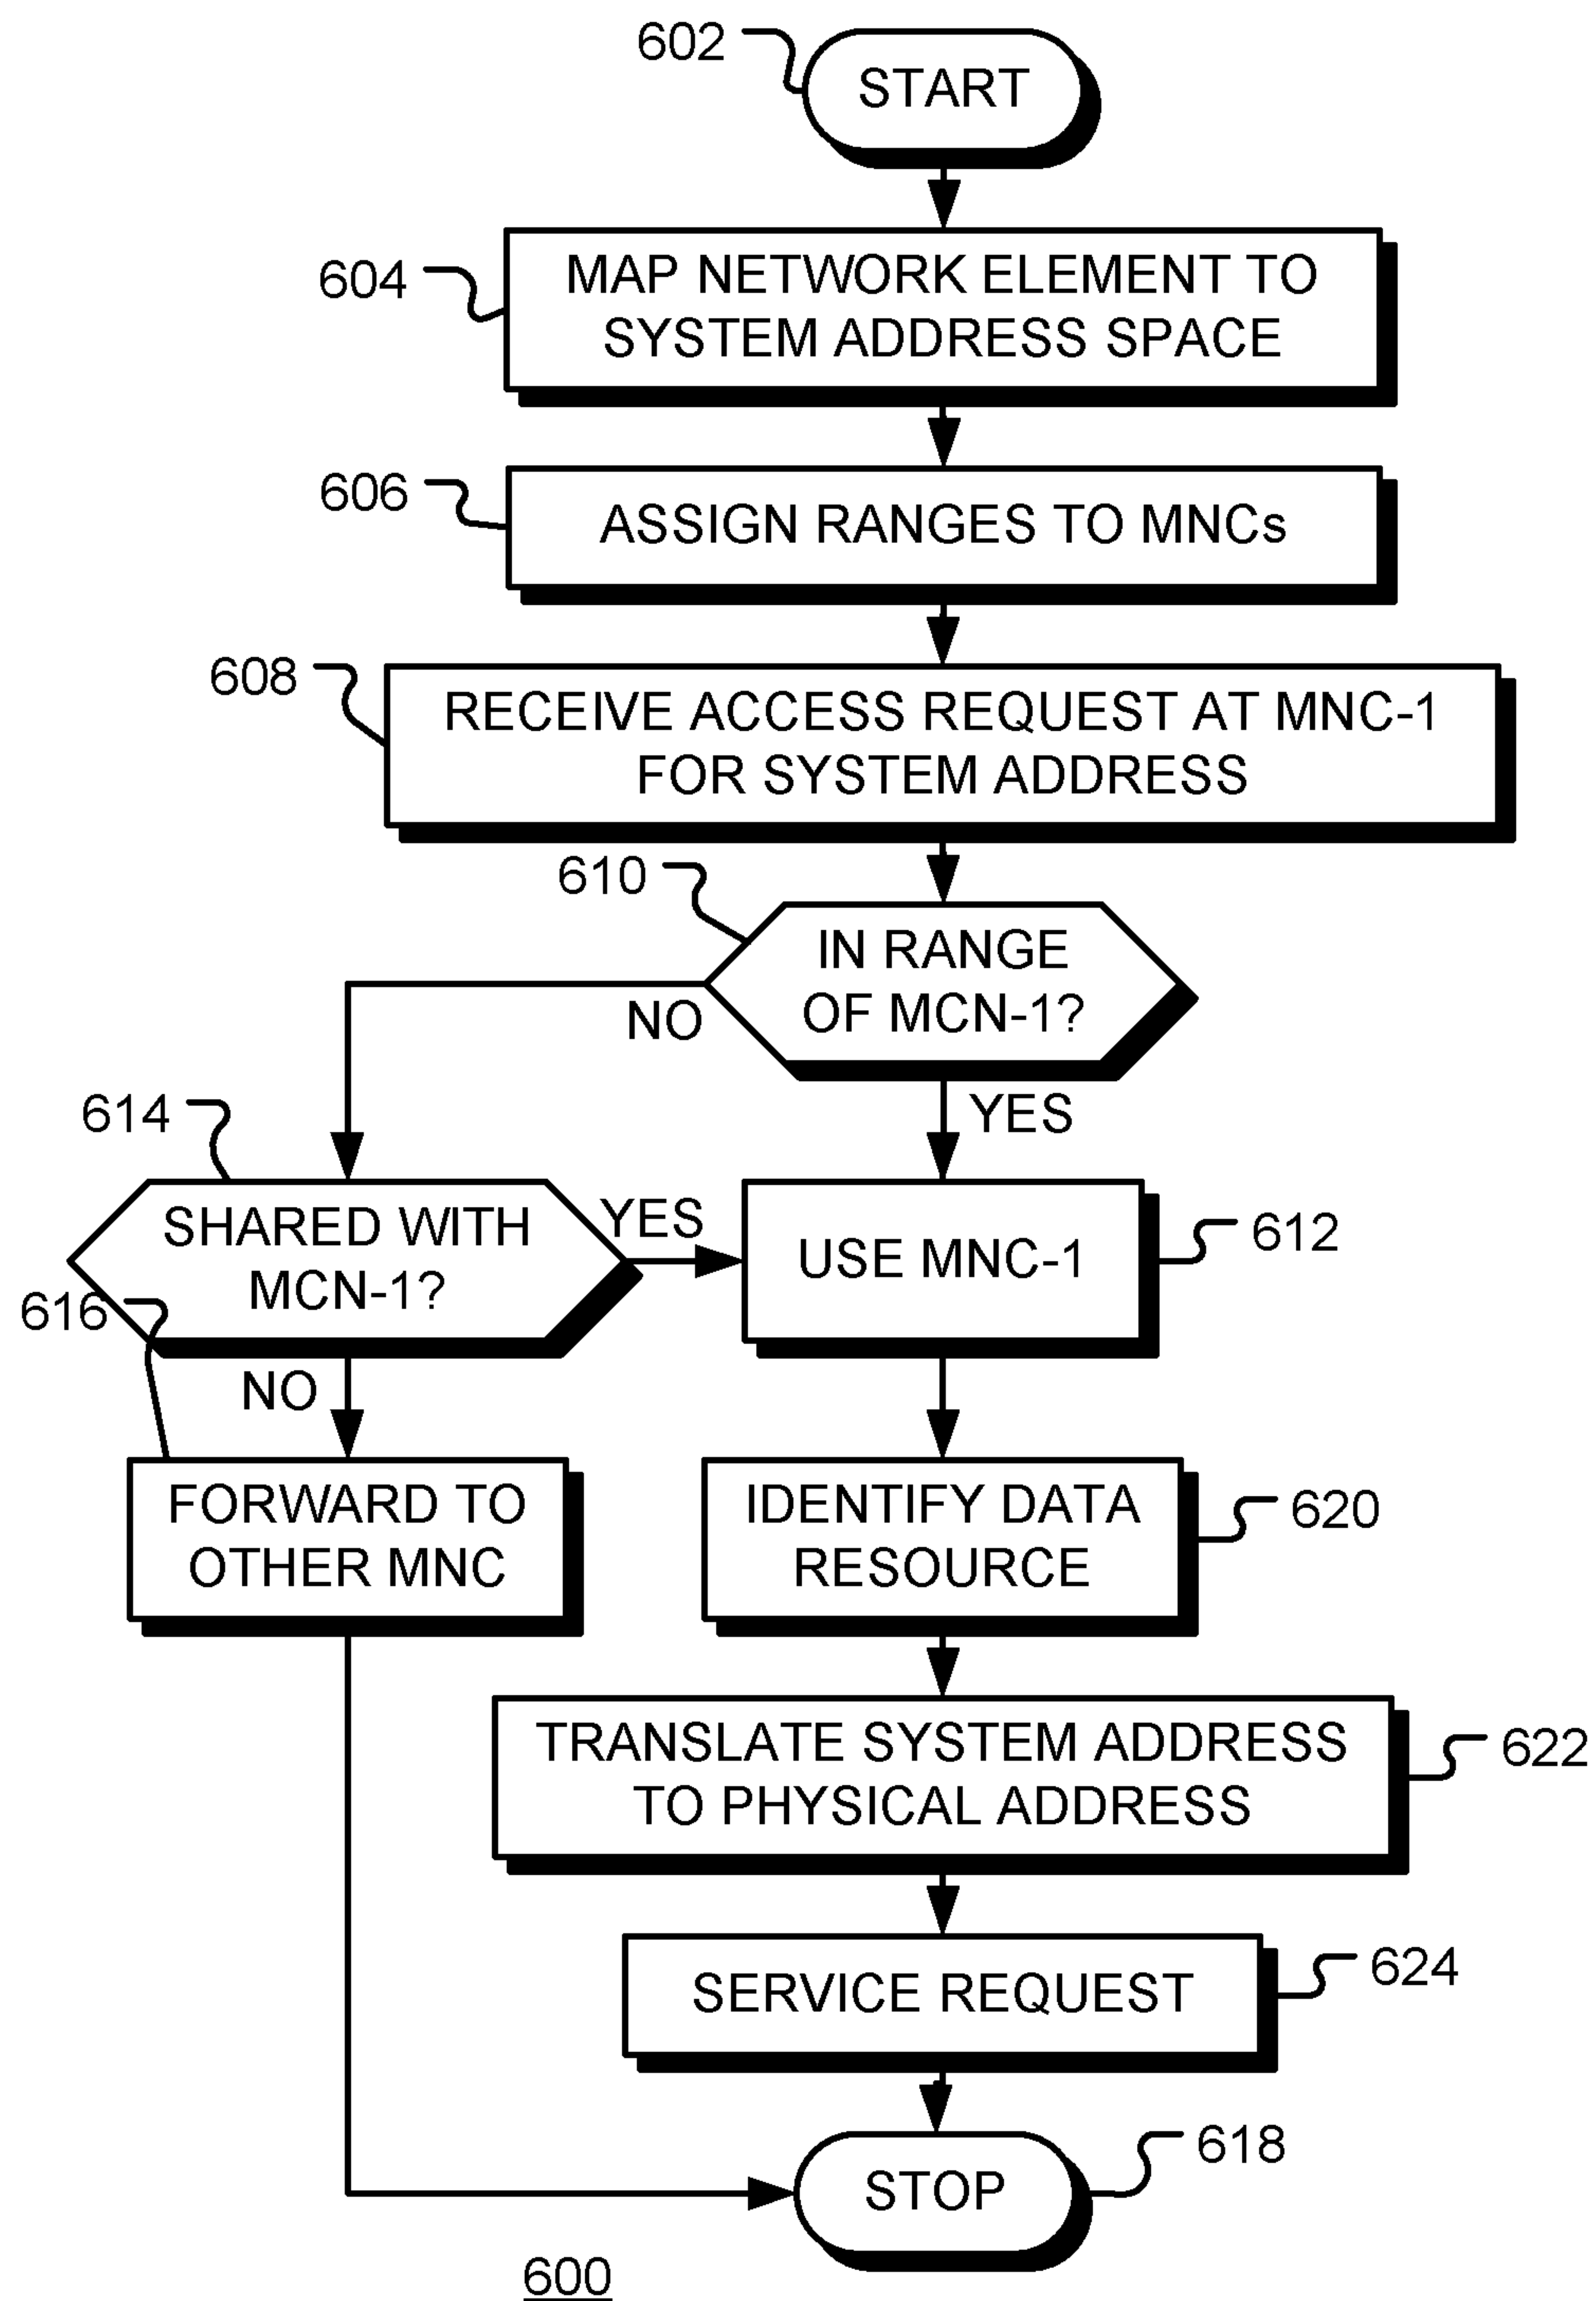 602
START
604
MAP NETWORK ELEMENT TO
SYSTEM ADDRESS SPACE
606
ASSIGN RANGES TO MNCs
608
RECEIVE ACCESS REQUEST AT MNC-1
FOR SYSTEM ADDRESS
610
IN RANGE
OF MCN-1?
NO
YES
614
SHARED WITH
MCN-1?
YES
USE MNC-1
612
616
NO
FORWARD TO
OTHER MNC
IDENTIFY DATA
RESOURCE
620
TRANSLATE SYSTEM ADDRESS
TO PHYSICAL ADDRESS
622
SERVICE REQUEST
624
STOP
618
600